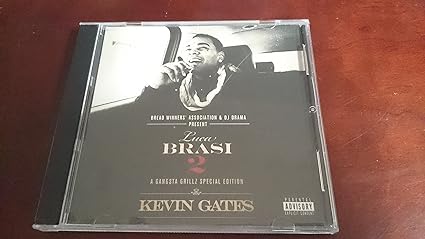 BREAD WINNERS' ASSOCIATION & DJ DRAMA
PRESENT
Luca
BRASI
2
A GANGSTA GRILLZ SPECIAL EDITION
KEVIN GATES
PARENTAL
ADVISORY
EXPLICIT CONTENT